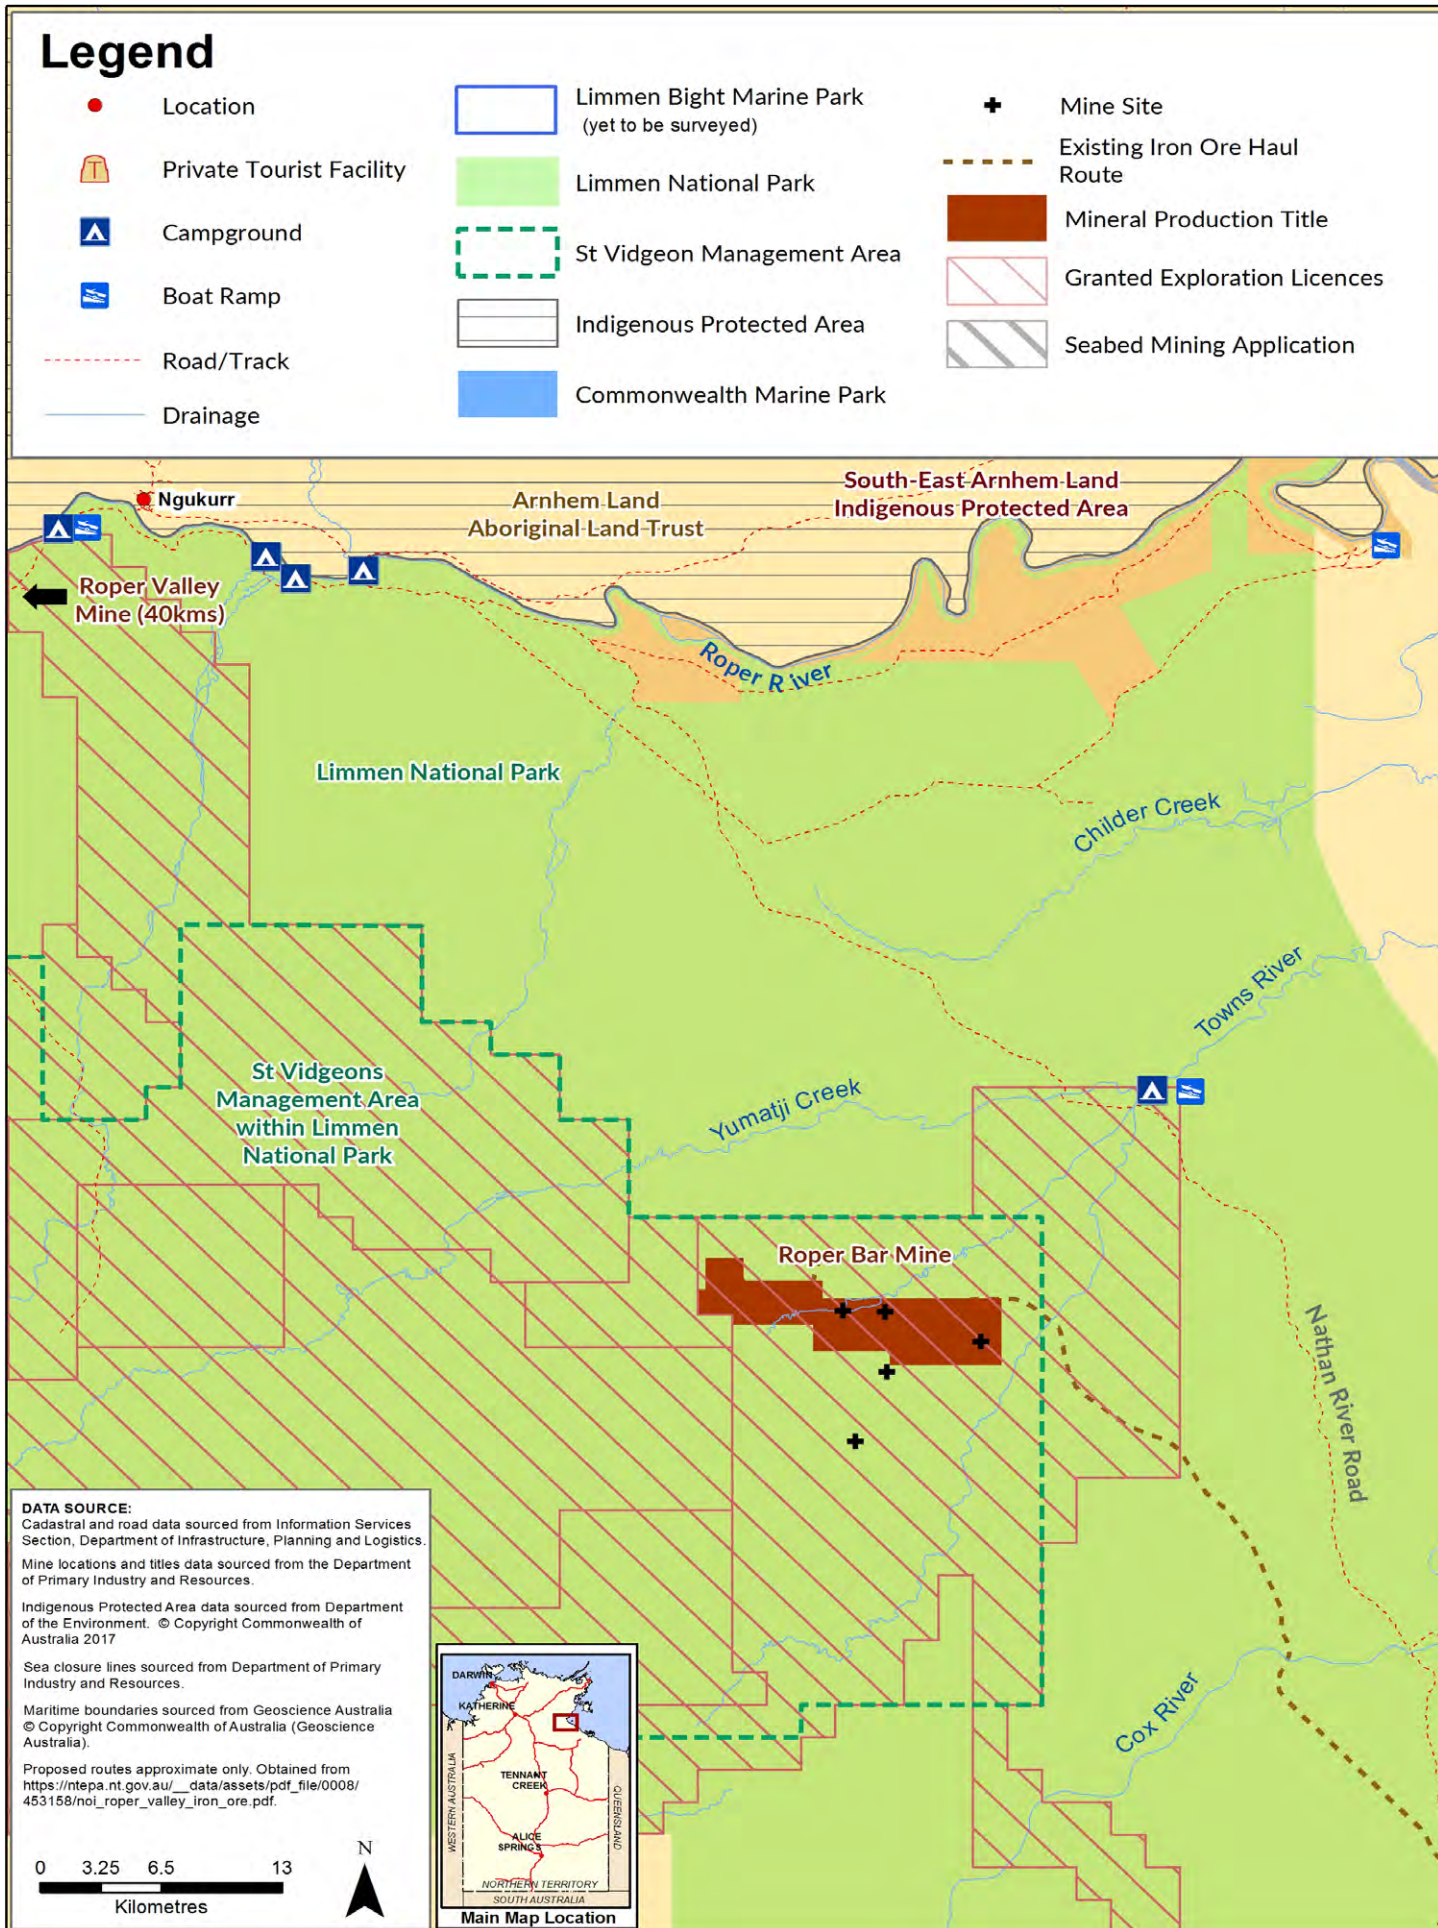 Legend
Location
Private Tourist Facility
Campground
Boat Ramp
Road/Track
Drainage
Limmen Bight Marine Park
(yet to be surveyed)
Limmen National Park
St Vidgeon Management Area
Indigenous Protected Area
Commonwealth Marine Park
Mine Site
Existing Iron Ore Haul
Route
Mineral Production Title
Granted Exploration Licences
Seabed Mining Application
T
Ngukurr
Arnhem Land
Aboriginal Land Trust
South-East Arnhem Land
Indigenous Protected Area
Roper Valley
Mine (40kms)
Roper River
Limmen National Park
Childer Creek
Towns River
St Vidgeons
Management Area
within Limmen
National Park
Yumatji Creek
Roper Bar Mine
Nathan River Road
Cox River
DATA SOURCE:
Cadastral and road data sourced from Information Services
Section, Department of Infrastructure, Planning and Logistics.
Mine locations and titles data sourced from the Department
of Primary Industry and Resources.
Indigenous Protected Area data sourced from Department
of the Environment. © Copyright Commonwealth of
Australia 2017
Sea closure lines sourced from Department of Primary
Industry and Resources.
Maritime boundaries sourced from Geoscience Australia
© Copyright Commonwealth of Australia (Geoscience
Australia).
Proposed routes approximate only. Obtained from
https://ntepa.nt.gov.au/__data/assets/pdf_file/0008/
453158/noi_roper_valley_iron_ore.pdf.
0 3.25 6.5 13
Kilometres
N
DARWIN
KATHERINE
TENNANT
CREEK
ALICE
SPRINGS
WESTERN AUSTRALIA
QUEENSLAND
NORTHERN TERRITORY
SOUTH AUSTRALIA
Main Map Location